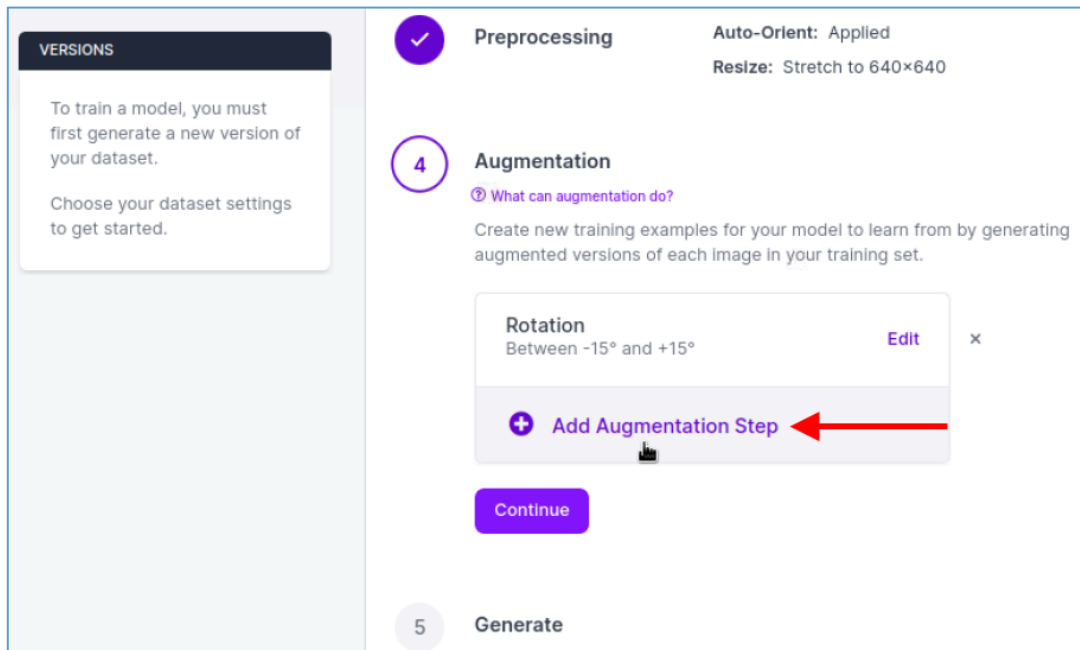 VERSIONS
To train a model, you must
first generate a new version of
your dataset.
Choose your dataset settings
to get started.
Preprocessing
Auto-Orient: Applied
Resize: Stretch to 640×640
4
Augmentation
? What can augmentation do?
Create new training examples for your model to learn from by generating
augmented versions of each image in your training set.
Rotation
Between -15° and +15°
Edit
×
Add Augmentation Step
Continue
5
Generate